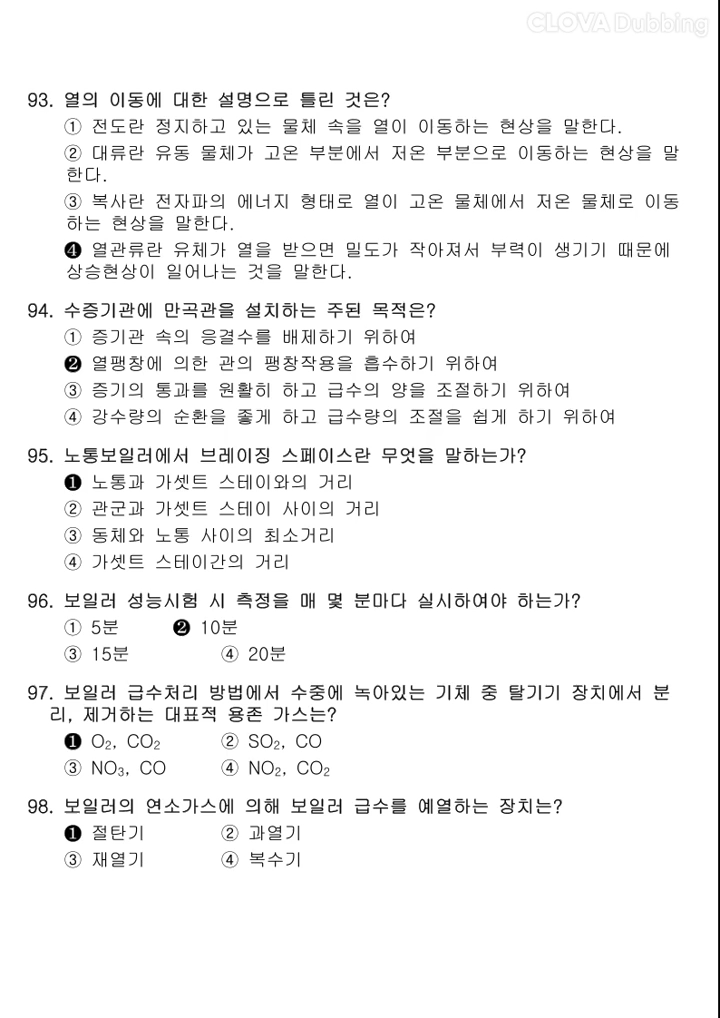 CLOVA Dubbing
93. 열의 이동에 대한 설명으로 틀린 것은?
① 전도란 정지하고 있는 물체 속을 열이 이동하는 현상을 말한다.
② 대류란 유동 물체가 고온 부분에서 저온 부분으로 이동하는 현상을 말
한다.
③ 복사란 전자파의 에너지 형태로 열이 고온 물체에서 저온 물체로 이동
하는 현상을 말한다.
❹ 열관류란 유체가 열을 받으면 밀도가 작아져서 부력이 생기기 때문에
상승현상이 일어나는 것을 말한다.
94. 수증기관에 만곡관을 설치하는 주된 목적은?
① 증기관 속의 응결수를 배제하기 위하여
❷ 열팽창에 의한 관의 팽창작용을 흡수하기 위하여
③ 증기의 통과를 원활히 하고 급수의 양을 조절하기 위하여
④ 강수량의 순환을 좋게 하고 급수량의 조절을 쉽게 하기 위하여
95. 노통보일러에서 브레이징 스페이스란 무엇을 말하는가?
❶ 노통과 가셋트 스테이와의 거리
② 관군과 가셋트 스테이 사이의 거리
③ 동체와 노통 사이의 최소거리
④ 가셋트 스테이간의 거리
96. 보일러 성능시험 시 측정을 매 몇 분마다 실시하여야 하는가?
① 5분 ❷ 10분
③ 15분 ④ 20분
97. 보일러 급수처리 방법에서 수중에 녹아있는 기체 중 탈기기 장치에서 분
리, 제거하는 대표적 용존 가스는?
❶ O₂, CO₂ ② SO₂, CO
③ NO₃, CO ④ NO₂, CO₂
98. 보일러의 연소가스에 의해 보일러 급수를 예열하는 장치는?
❶ 절탄기 ② 과열기
③ 재열기 ④ 복수기